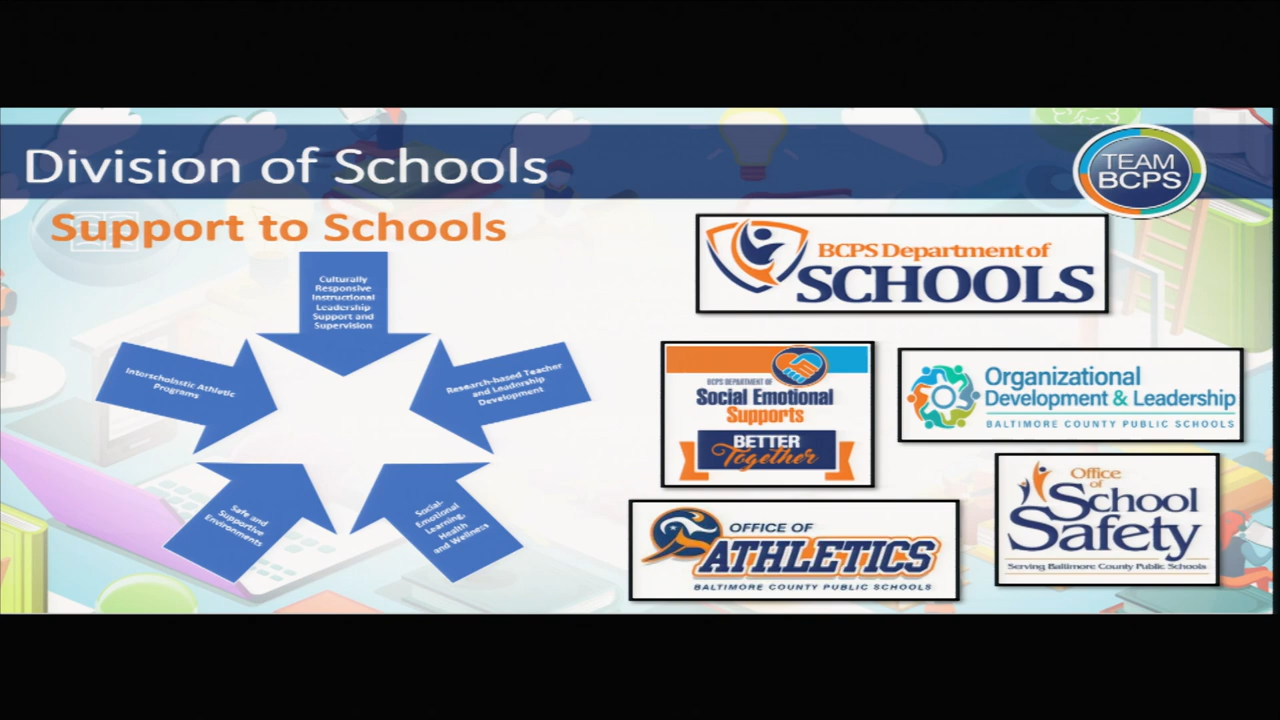 Division of Schools
TEAM
BCPS
Support to Schools
Culturally
Responsive
Instructional
Leadership
Support and
Supervision
Research-based Teacher
and Leadership
Development
Social-
Emotional
Learning,
Health
and Wellness
Safe and
Supportive
Environments
Interscholastic Athletic
Programs
BCPS Department of
SCHOOLS
BCPS DEPARTMENT OF
Social Emotional
Supports
BETTER
Together
Organizational
Development & Leadership
BALTIMORE COUNTY PUBLIC SCHOOLS
OFFICE OF
ATHLETICS
BALTIMORE COUNTY PUBLIC SCHOOLS
Office
of
School
Safety
Serving Baltimore County Public Schools